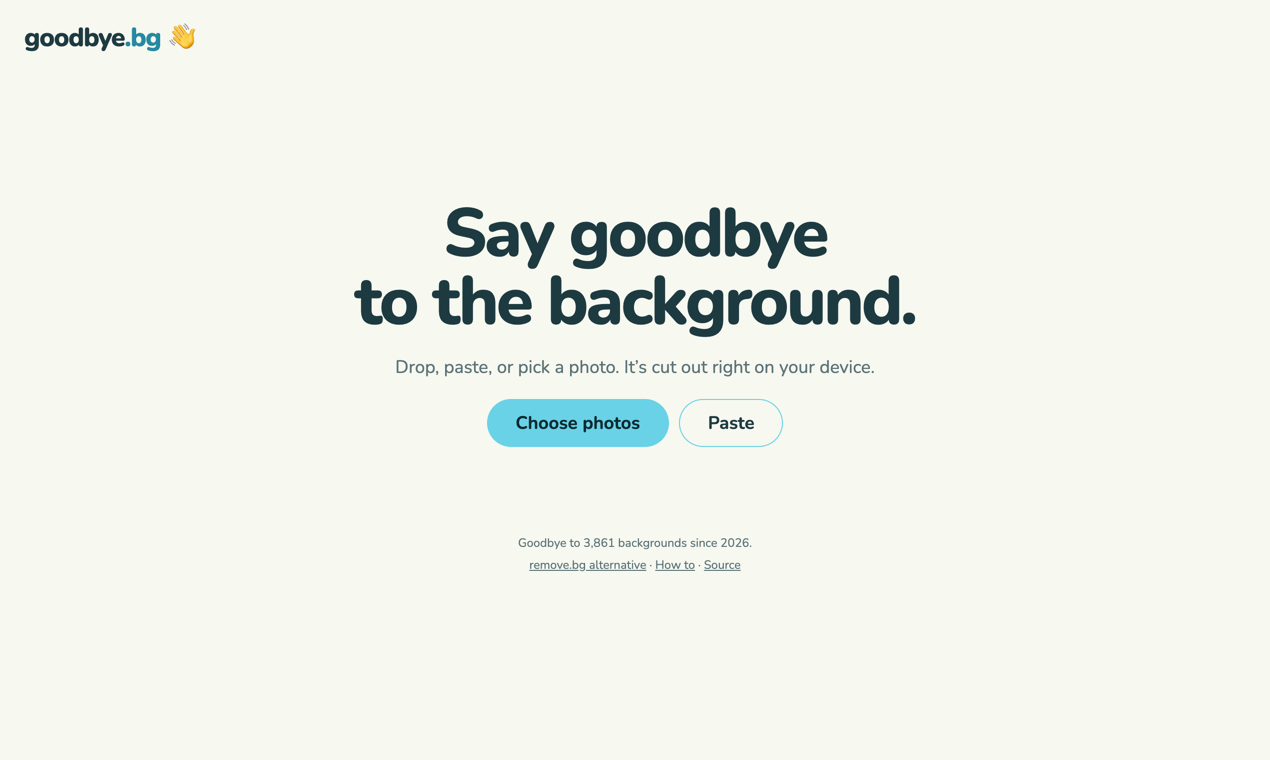 goodbye.bg 👋
Say goodbye
to the background.
Drop, paste, or pick a photo. It’s cut out right on your device.
Choose photos
Paste
Goodbye to 3,861 backgrounds since 2026.
remove.bg alternative · How to · Source